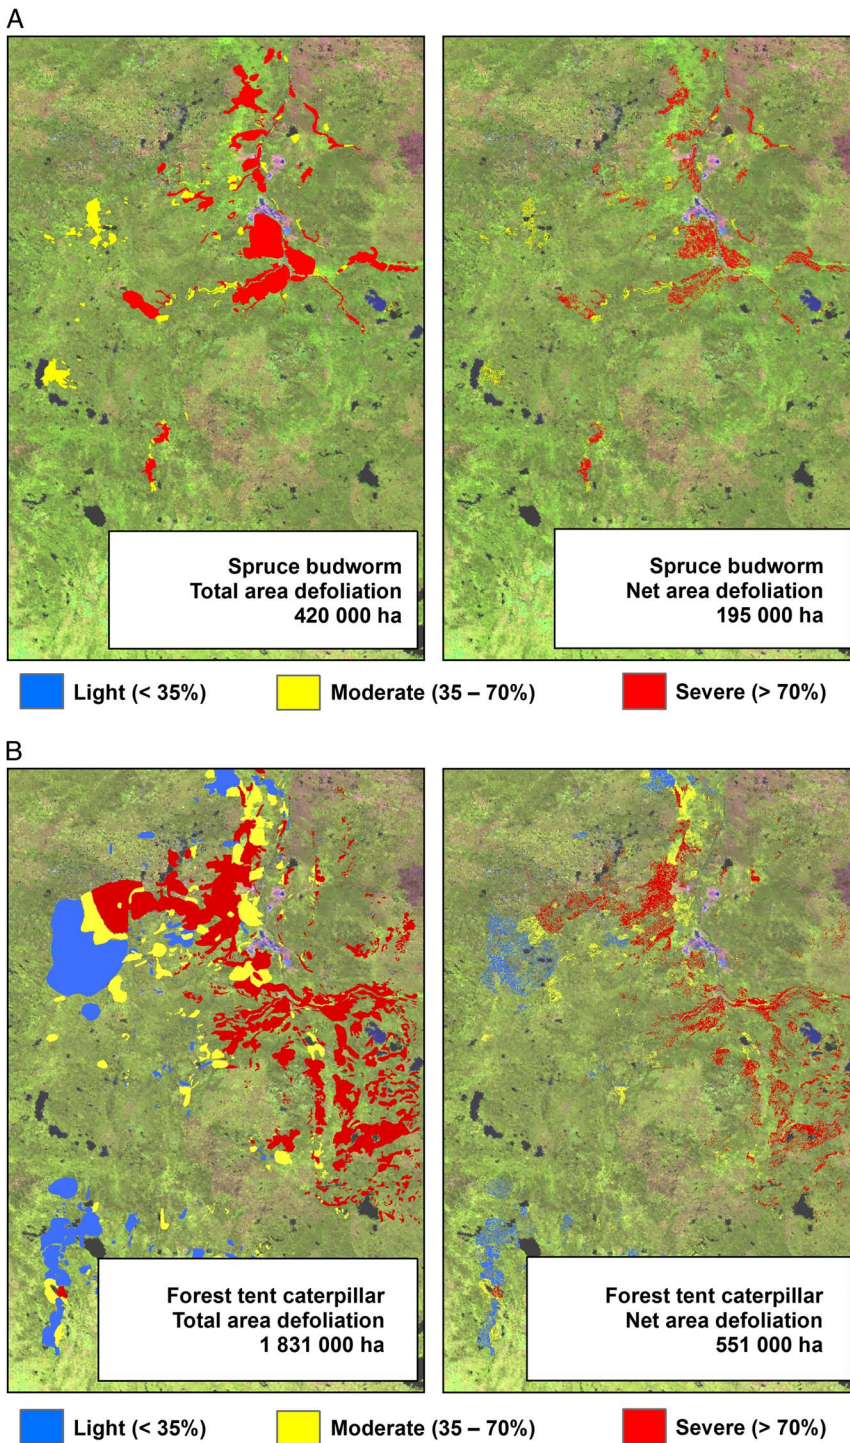 A
Spruce budworm
Total area defoliation
420 000 ha
Spruce budworm
Net area defoliation
195 000 ha
Light (< 35%)
Moderate (35 – 70%)
Severe (> 70%)
B
Forest tent caterpillar
Total area defoliation
1 831 000 ha
Forest tent caterpillar
Net area defoliation
551 000 ha
Light (< 35%)
Moderate (35 – 70%)
Severe (> 70%)